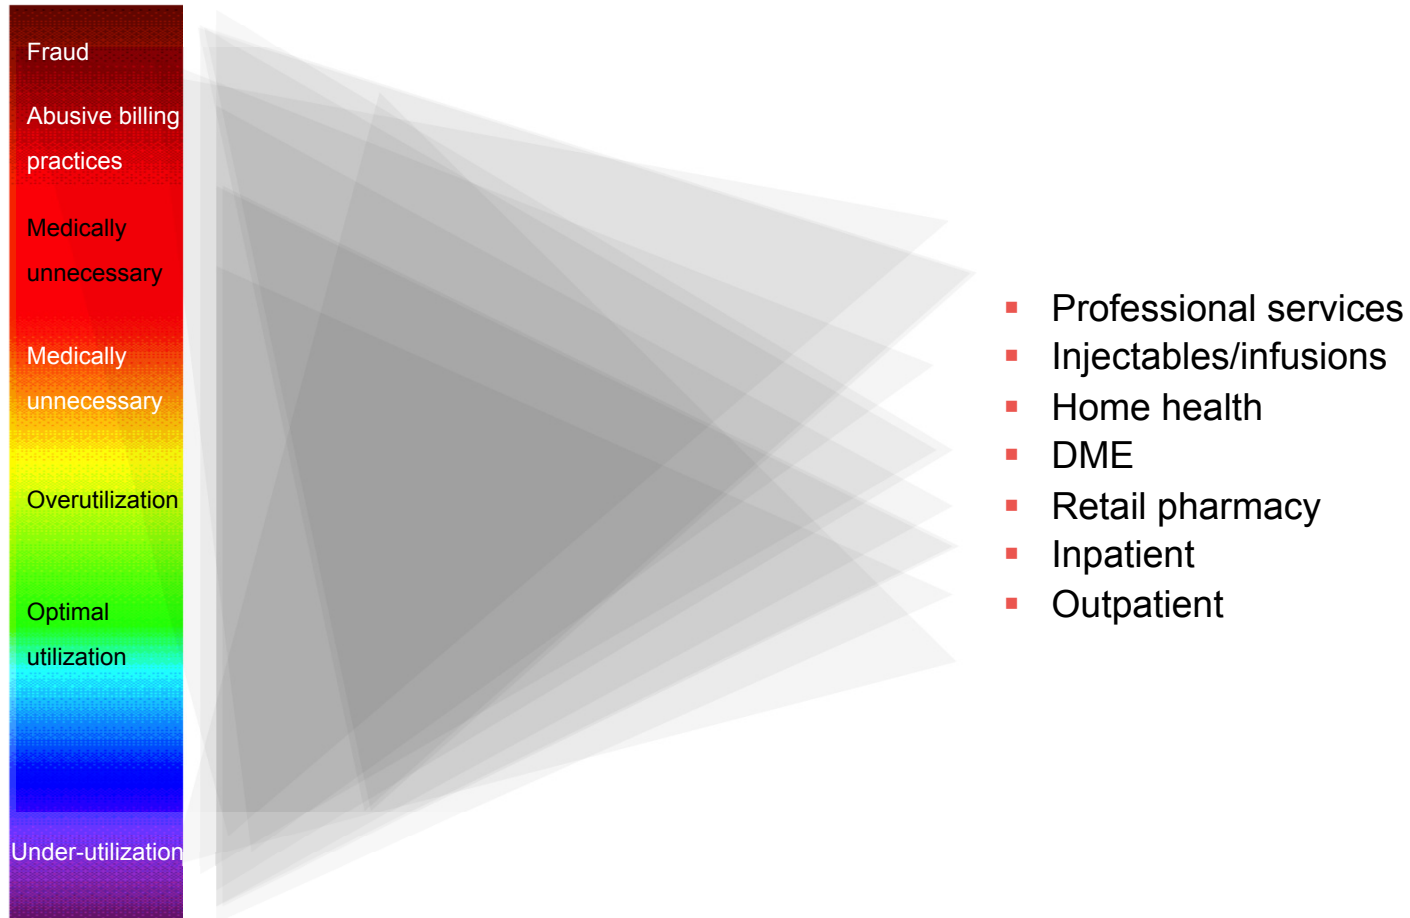 Fraud
Abusive billing
practices
Medically
unnecessary
Medically
unnecessary
Overutilization
Optimal
utilization
Under-utilization
▪ Professional services
▪ Injectables/infusions
▪ Home health
▪ DME
▪ Retail pharmacy
▪ Inpatient
▪ Outpatient